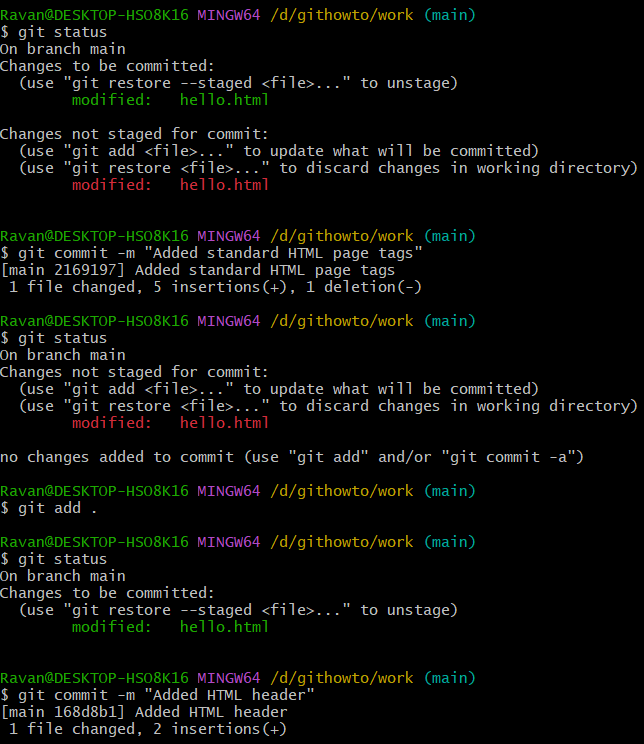 Ravan@DESKTOP-HSO8K16 MINGW64 /d/githowto/work (main)
$ git status
On branch main
Changes to be committed:
  (use "git restore --staged <file>..." to unstage)
        modified:   hello.html

Changes not staged for commit:
  (use "git add <file>..." to update what will be committed)
  (use "git restore <file>..." to discard changes in working directory)
        modified:   hello.html


Ravan@DESKTOP-HSO8K16 MINGW64 /d/githowto/work (main)
$ git commit -m "Added standard HTML page tags"
[main 2169197] Added standard HTML page tags
 1 file changed, 5 insertions(+), 1 deletion(-)

Ravan@DESKTOP-HSO8K16 MINGW64 /d/githowto/work (main)
$ git status
On branch main
Changes not staged for commit:
  (use "git add <file>..." to update what will be committed)
  (use "git restore <file>..." to discard changes in working directory)
        modified:   hello.html

no changes added to commit (use "git add" and/or "git commit -a")

Ravan@DESKTOP-HSO8K16 MINGW64 /d/githowto/work (main)
$ git add .

Ravan@DESKTOP-HSO8K16 MINGW64 /d/githowto/work (main)
$ git status
On branch main
Changes to be committed:
  (use "git restore --staged <file>..." to unstage)
        modified:   hello.html


Ravan@DESKTOP-HSO8K16 MINGW64 /d/githowto/work (main)
$ git commit -m "Added HTML header"
[main 168d8b1] Added HTML header
 1 file changed, 2 insertions(+)